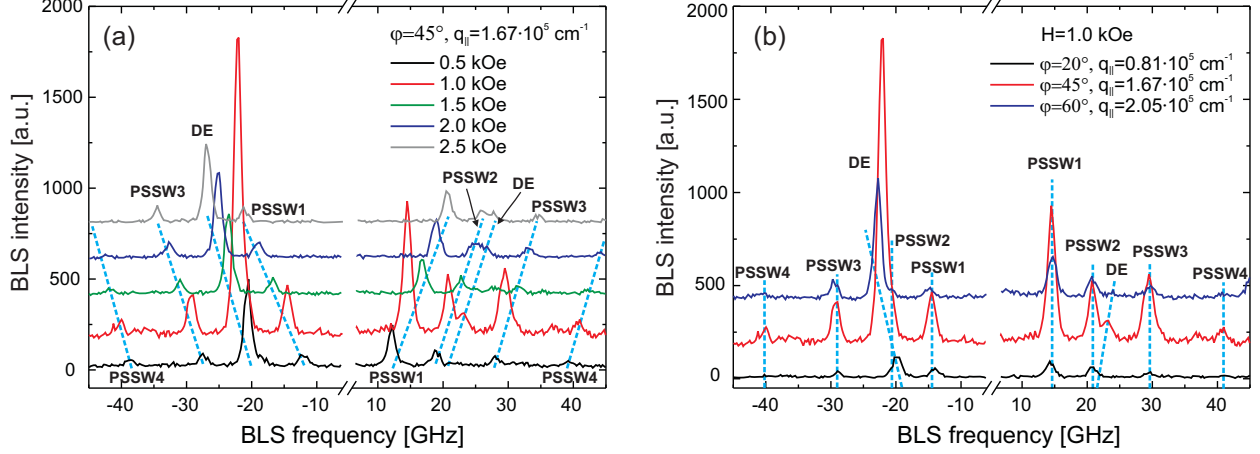 (a)
φ=45°, q||=1.67·10⁵ cm⁻¹
0.5 kOe
1.0 kOe
1.5 kOe
2.0 kOe
2.5 kOe
DE
PSSW3
PSSW1
PSSW2
DE
PSSW3
PSSW4
PSSW1
PSSW4
2000
1500
1000
500
0
BLS intensity [a.u.]
-40 -30 -20 -10 10 20 30 40
BLS frequency [GHz]
(b)
H=1.0 kOe
φ=20°, q||=0.81·10⁵ cm⁻¹
φ=45°, q||=1.67·10⁵ cm⁻¹
φ=60°, q||=2.05·10⁵ cm⁻¹
DE
PSSW4
PSSW3
PSSW2
PSSW1
PSSW1
PSSW2
DE
PSSW3
PSSW4
2000
1500
1000
500
0
BLS intensity [a.u.]
-40 -30 -20 -10 10 20 30 40
BLS frequency [GHz]